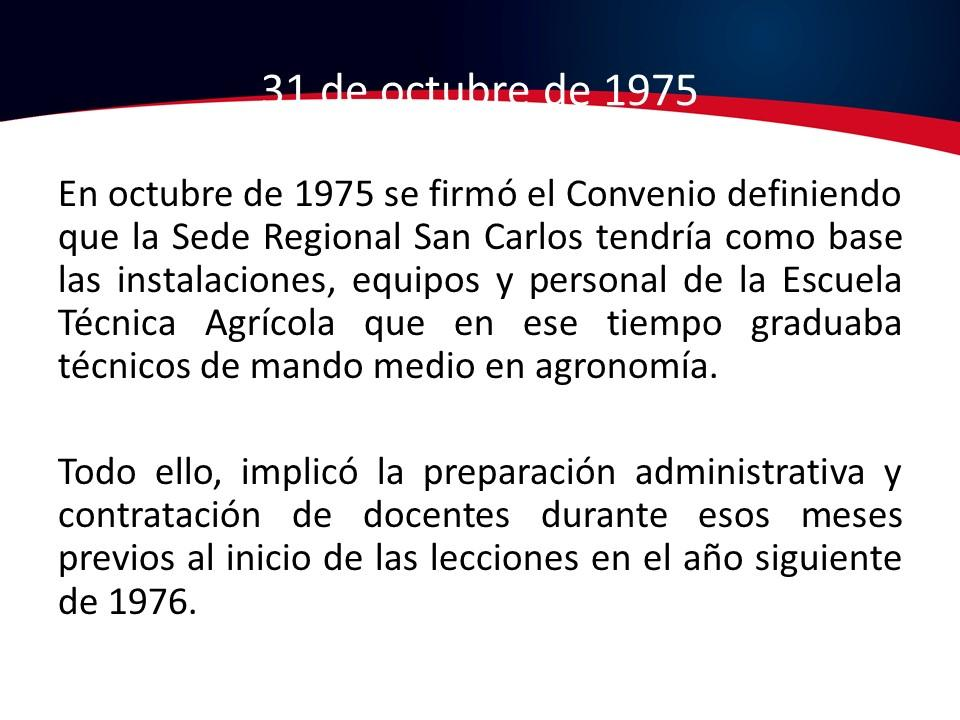 31 de octubre de 1975
En octubre de 1975 se firmó el Convenio definiendo
que la Sede Regional San Carlos tendría como base
las instalaciones, equipos y personal de la Escuela
Técnica Agrícola que en ese tiempo graduaba
técnicos de mando medio en agronomía.
Todo ello, implicó la preparación administrativa y
contratación de docentes durante esos meses
previos al inicio de las lecciones en el año siguiente
de 1976.